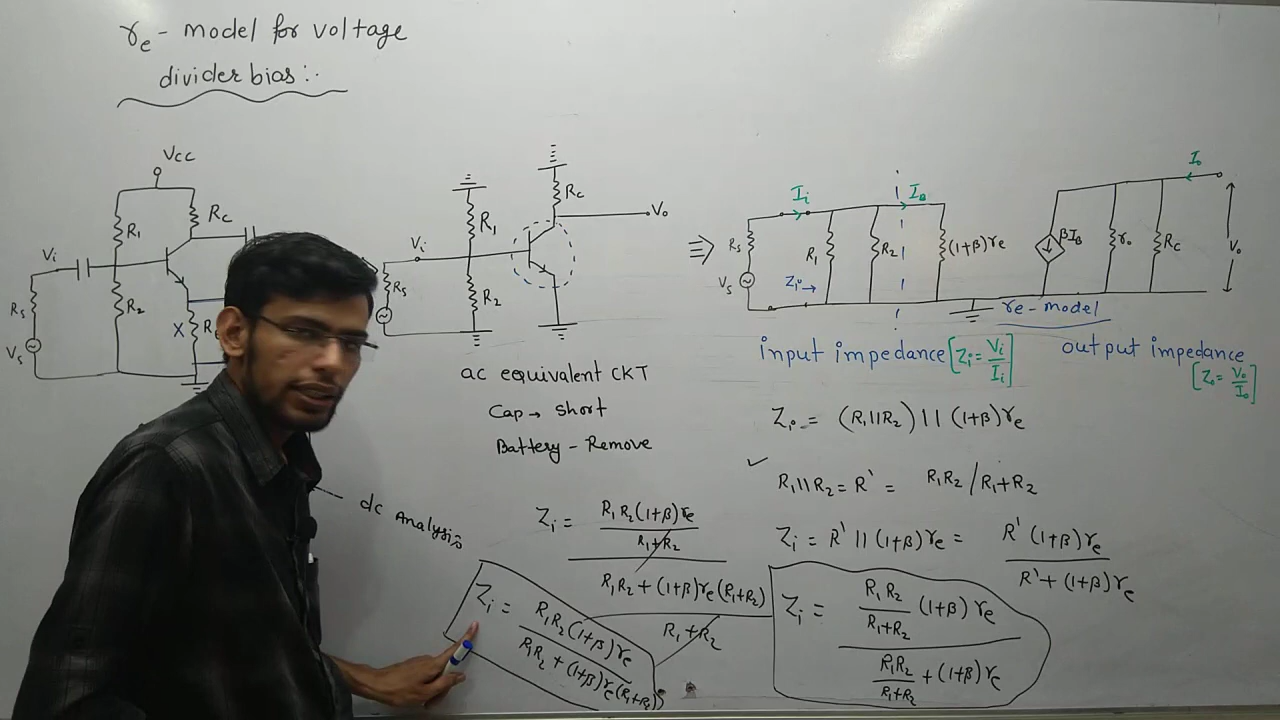 re - model for voltage
divider bias :-
Vcc
R1
Rc
Vi
Rs
R2
Vs
X
R1
Rc
Vo
Vi
Rs
R2
ac equivalent CKT
Cap → Short
Battery - Remove
dc Analysis
⇒
Ii
IB
Io
Rs
R1
R2
(1+β)re
βIB
ro
Rc
Vo
Vs
Zi →
re - model
input impedance [Zi = Vi/Ii]
output impedance
[Zo = Vo/Io]
Zi = (R1||R2) || (1+β)re
✓ R1||R2 = R' = R1R2/R1+R2
Zi = R' || (1+β)re = R'(1+β)re / R' + (1+β)re
Zi = R1R2/R1+R2 (1+β)re / R1R2/R1+R2 + (1+β)re
Zi = R1R2(1+β)re / R1+R2 / R1R2 + (1+β)re(R1+R2) / R1+R2
Zi = R1R2(1+β)re / R1R2 + (1+β)re(R1+R2)